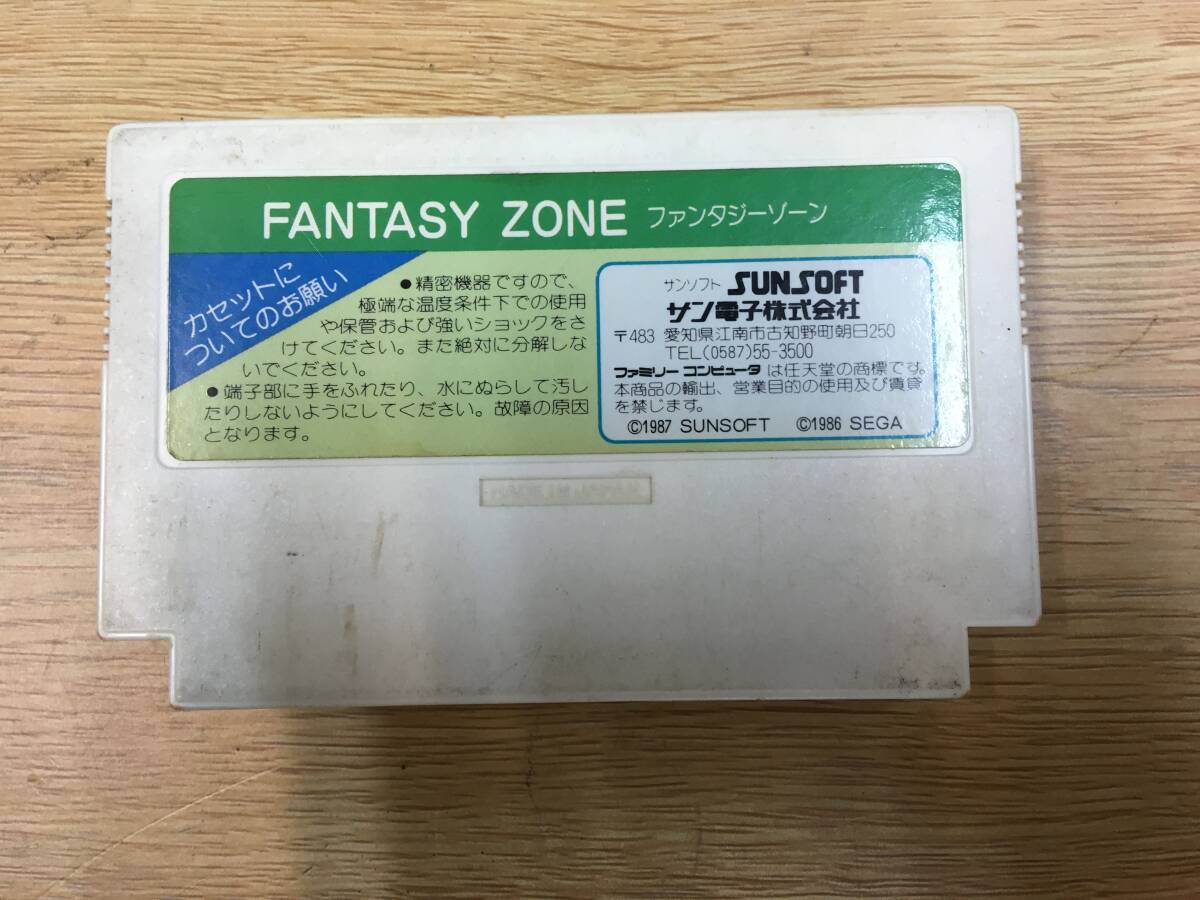 FANTASY ZONE ファンタジーゾーン
カセットに
ついてのお願い
●精密機器ですので、
極端な温度条件下での使用
や保管および強いショックをさ
けてください。また絶対に分解しな
いでください。
●端子部に手をふれたり、水にぬらして汚し
たりしないようにしてください。故障の原因
となります。
サンソフト SUNSOFT
サン電子株式会社
〒483 愛知県江南市古知野町朝日250
TEL(0587)55-3500
ファミリー コンピュータ は任天堂の商標です。
本商品の輸出、営業目的の使用及び賃貸
を禁じます。
©1987 SUNSOFT ©1986 SEGA
MADE IN JAPAN